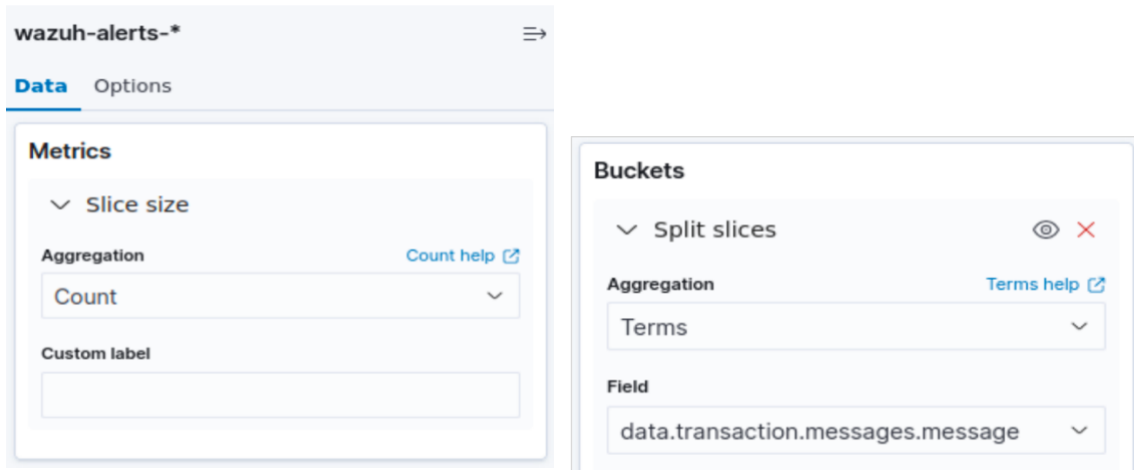 wazuh-alerts-*
Data Options
Metrics
Slice size
Aggregation Count help
Count
Custom label
Buckets
Split slices
Aggregation Terms help
Terms
Field
data.transaction.messages.message